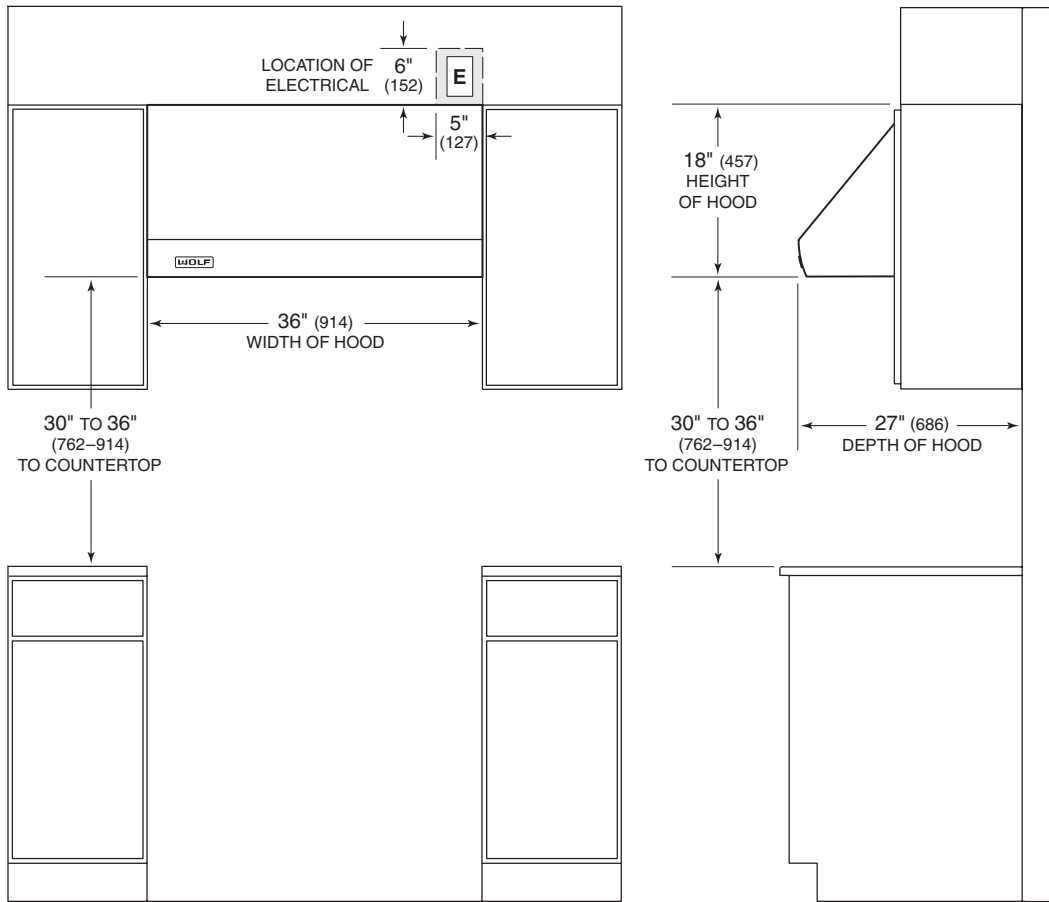 LOCATION OF
ELECTRICAL
6"
(152)
E
5"
(127)
18" (457)
HEIGHT
OF HOOD
WOLF
36" (914)
WIDTH OF HOOD
30" TO 36"
(762–914)
TO COUNTERTOP
30" TO 36"
(762–914)
TO COUNTERTOP
27" (686)
DEPTH OF HOOD